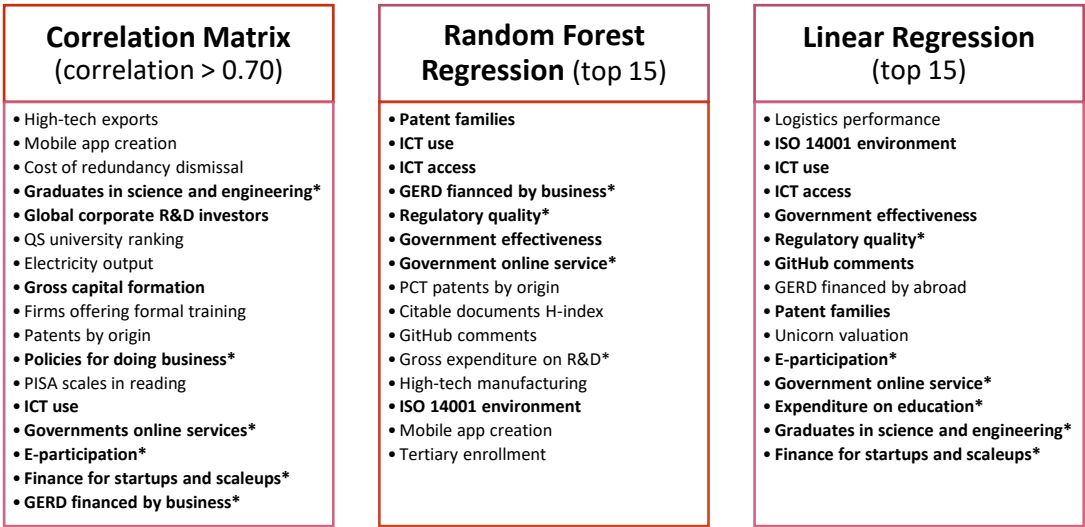 Correlation Matrix
(correlation > 0.70)
• High-tech exports
• Mobile app creation
• Cost of redundancy dismissal
• Graduates in science and engineering*
• Global corporate R&D investors
• QS university ranking
• Electricity output
• Gross capital formation
• Firms offering formal training
• Patents by origin
• Policies for doing business*
• PISA scales in reading
• ICT use
• Governments online services*
• E-participation*
• Finance for startups and scaleups*
• GERD financed by business*
Random Forest
Regression (top 15)
• Patent families
• ICT use
• ICT access
• GERD fiannced by business*
• Regulatory quality*
• Government effectiveness
• Government online service*
• PCT patents by origin
• Citable documents H-index
• GitHub comments
• Gross expenditure on R&D*
• High-tech manufacturing
• ISO 14001 environment
• Mobile app creation
• Tertiary enrollment
Linear Regression
(top 15)
• Logistics performance
• ISO 14001 environment
• ICT use
• ICT access
• Government effectiveness
• Regulatory quality*
• GitHub comments
• GERD financed by abroad
• Patent families
• Unicorn valuation
• E-participation*
• Government online service*
• Expenditure on education*
• Graduates in science and engineering*
• Finance for startups and scaleups*